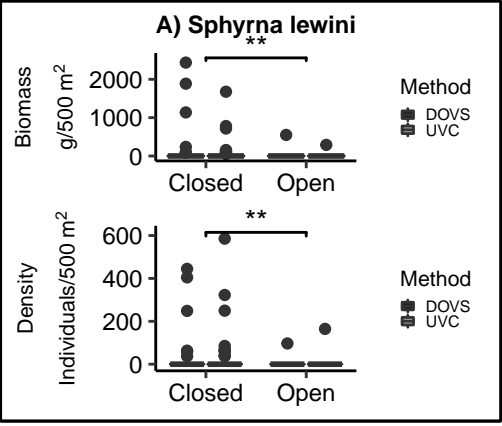 A) Sphyrna lewini
**
Biomass
g/500 m²
2000
1000
0
Closed
Open
Method
DOVS
UVC
**
Density
Individuals/500 m²
600
400
200
0
Closed
Open
Method
DOVS
UVC